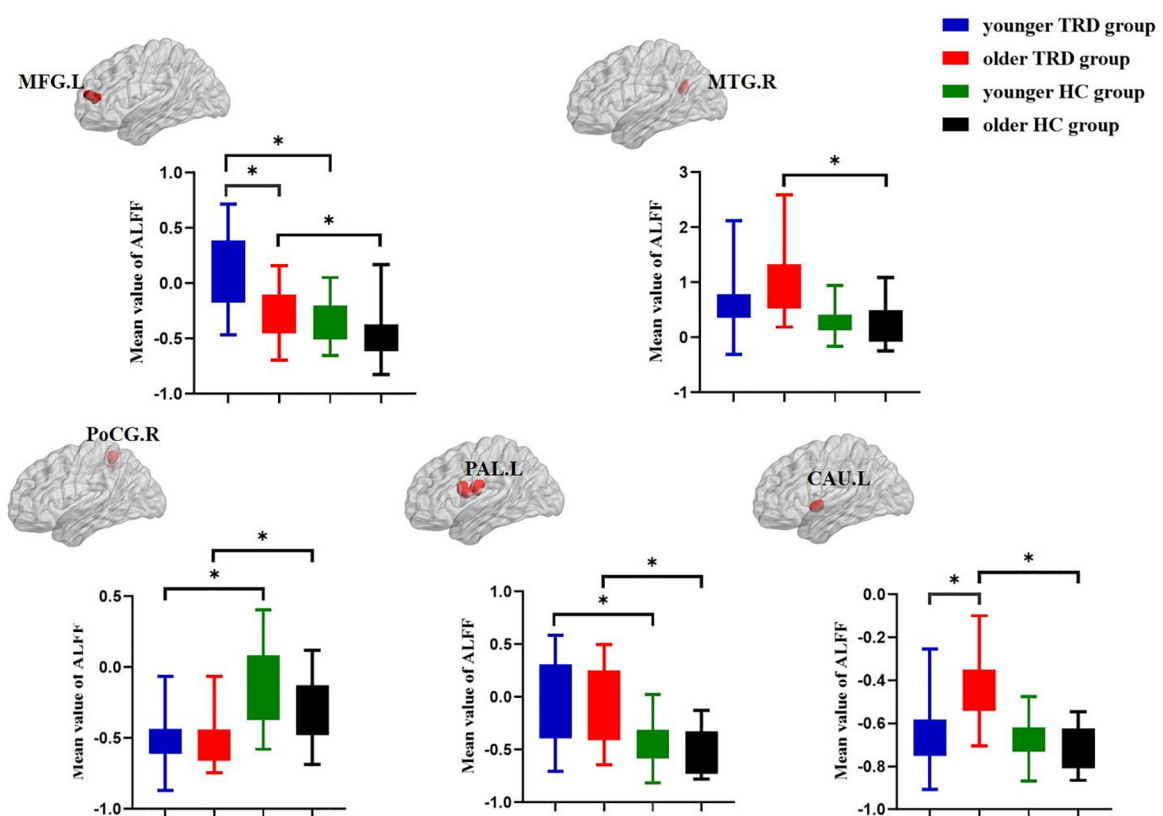 younger TRD group
older TRD group
younger HC group
older HC group
MFG.L
Mean value of ALFF
1.0
0.5
0.0
-0.5
-1.0
*
*
*
MTG.R
Mean value of ALFF
3
2
1
0
-1
*
PoCG.R
Mean value of ALFF
0.5
0.0
-0.5
-1.0
*
*
PAL.L
Mean value of ALFF
1.0
0.5
0.0
-0.5
-1.0
*
*
CAU.L
Mean value of ALFF
0.0
-0.2
-0.4
-0.6
-0.8
-1.0
*
*